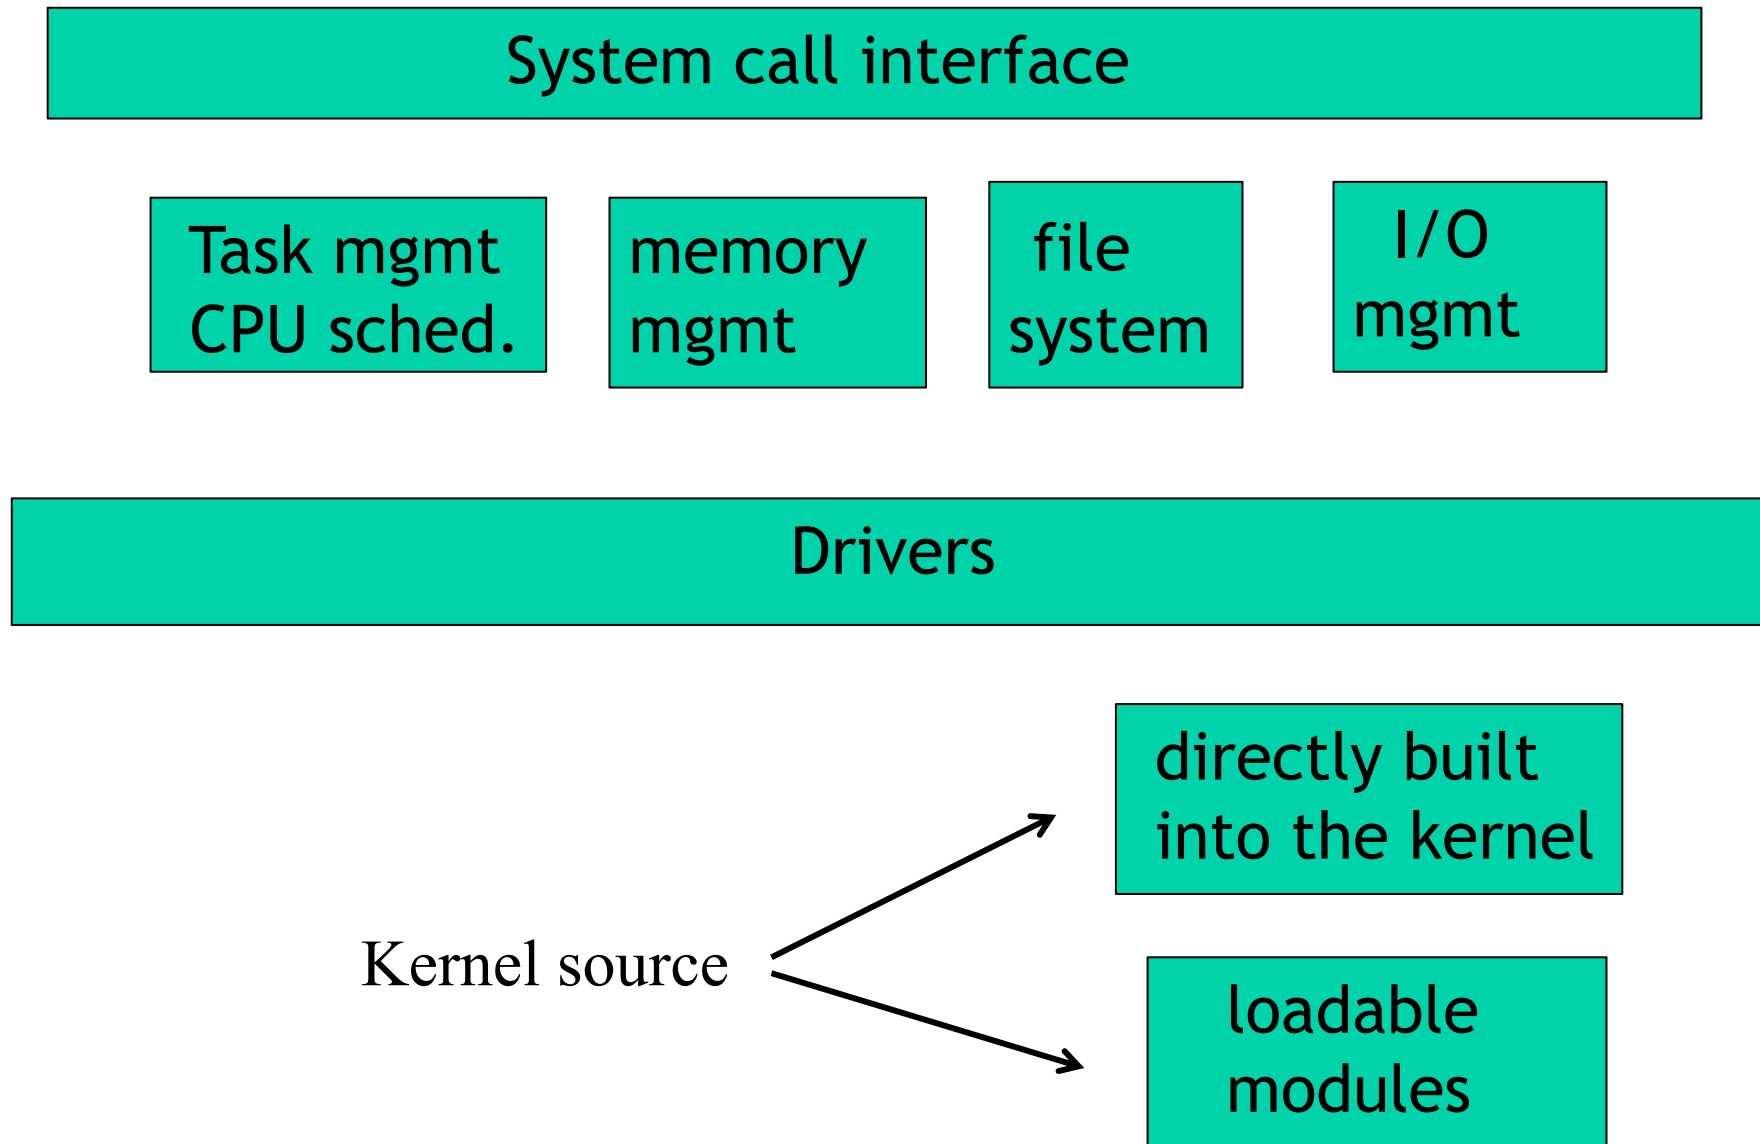 System call interface
Task mgmt
CPU sched.
memory
mgmt
file
system
I/O
mgmt
Drivers
directly built
into the kernel
Kernel source
loadable
modules